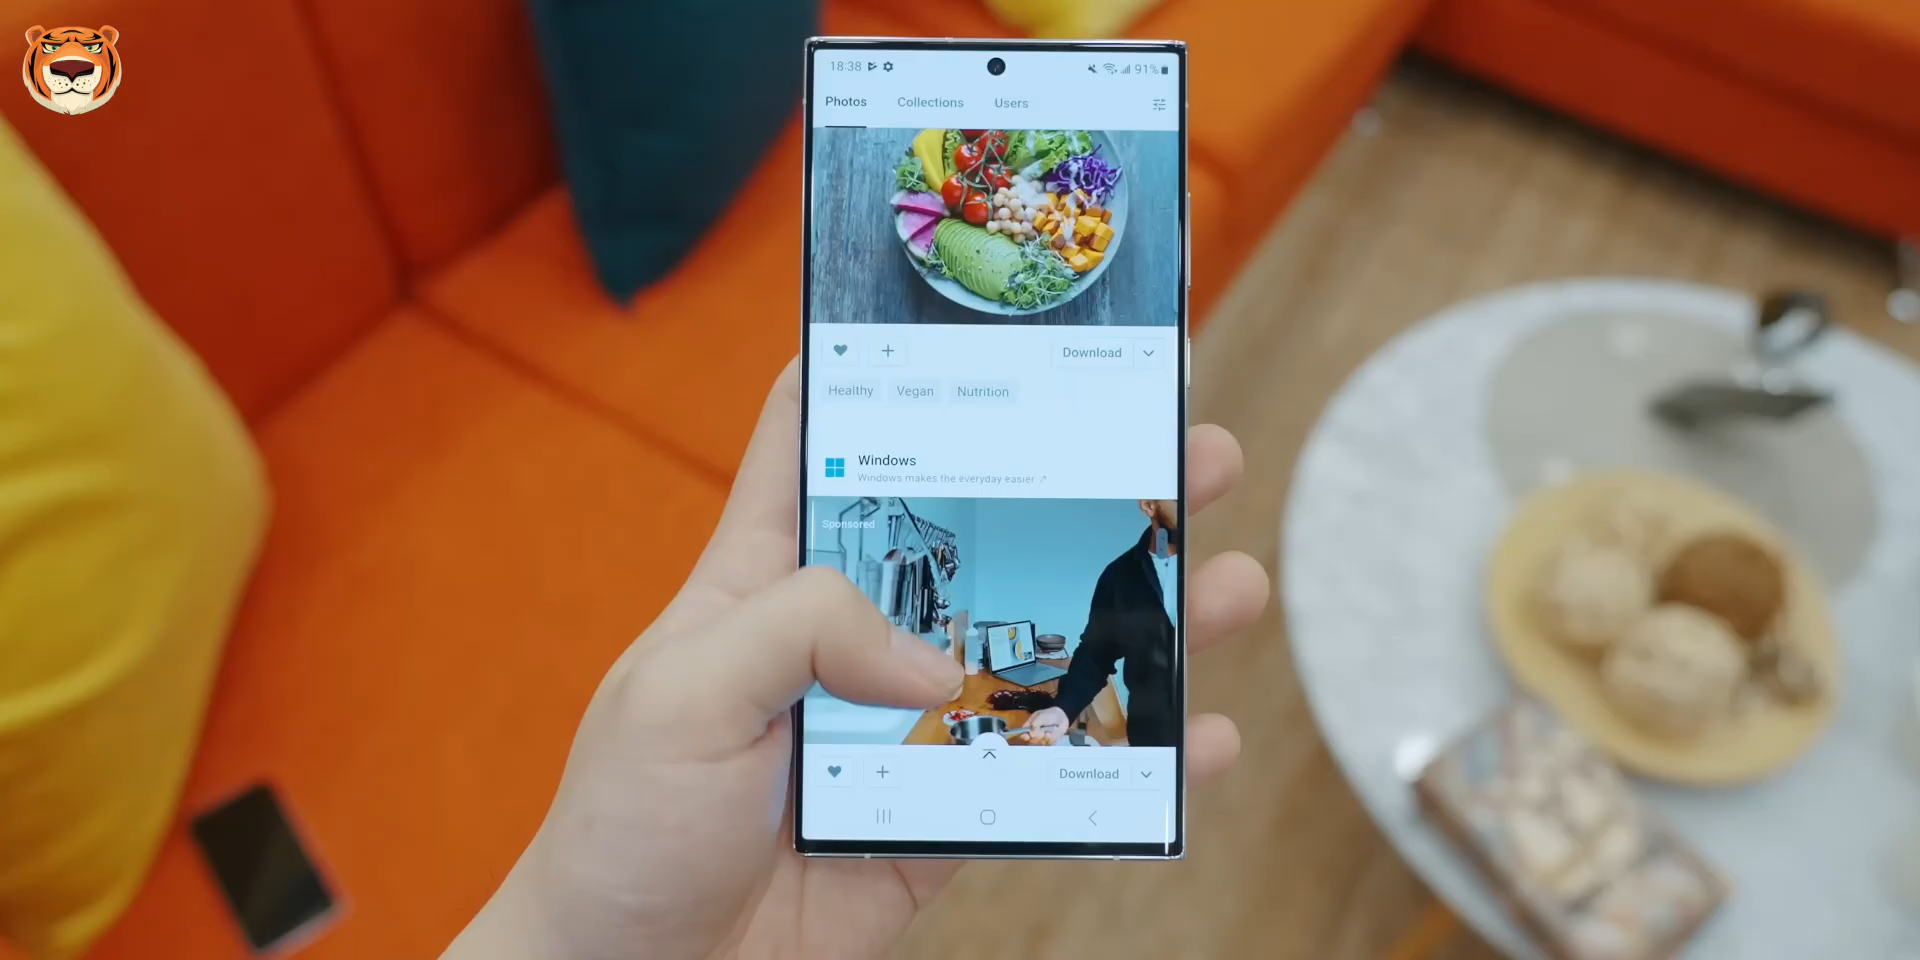 18:38 91%
Photos Collections Users
Download
Healthy Vegan Nutrition
Windows
Windows makes the everyday easier ↗
Sponsored
Download